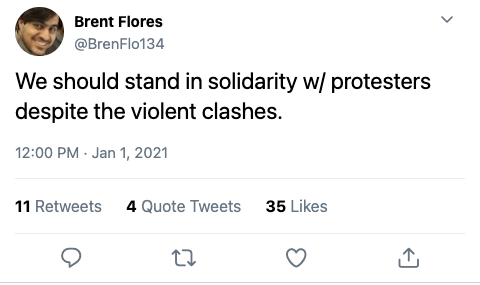 Brent Flores
@BrenFlo134
We should stand in solidarity w/ protesters
despite the violent clashes.
12:00 PM · Jan 1, 2021
11 Retweets 4 Quote Tweets 35 Likes